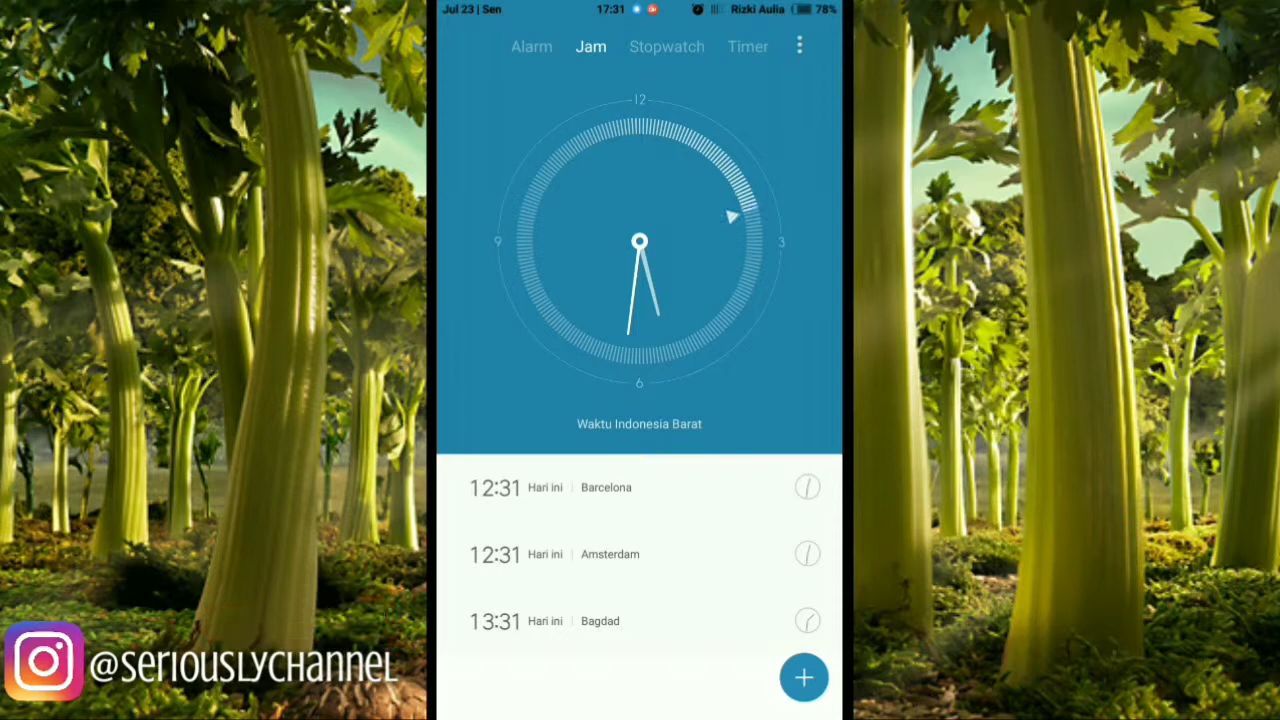 Jul 23 | Sen 17:31 Rizki Aulia 78%
Alarm Jam Stopwatch Timer
12
9 3
6
Waktu Indonesia Barat
12:31 Hari ini | Barcelona
12:31 Hari ini | Amsterdam
13:31 Hari ini | Bagdad
@SERIOUSLYCHANNEL